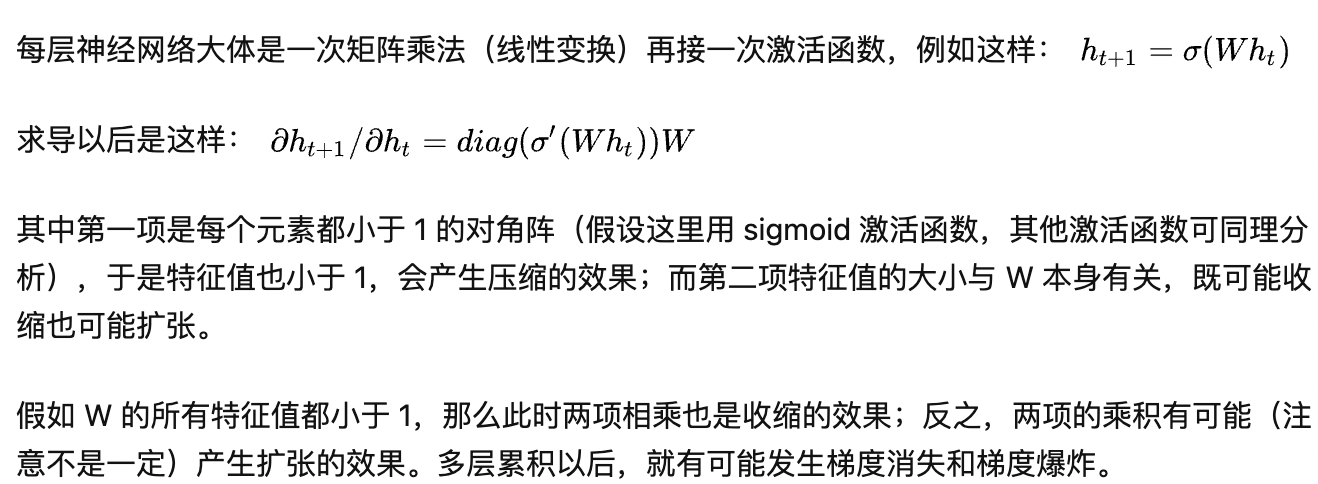 每层神经网络大体是一次矩阵乘法（线性变换）再接一次激活函数，例如这样： $h_{t+1} = \sigma(Wh_t)$
求导以后是这样： $\partial h_{t+1}/\partial h_t = diag(\sigma'(Wh_t))W$
其中第一项是每个元素都小于 1 的对角阵（假设这里用 sigmoid 激活函数，其他激活函数可同理分
析），于是特征值也小于 1，会产生压缩的效果；而第二项特征值的大小与 W 本身有关，既可能收
缩也可能扩张。
假如 W 的所有特征值都小于 1，那么此时两项相乘也是收缩的效果；反之，两项的乘积有可能（注
意不是一定）产生扩张的效果。多层累积以后，就有可能发生梯度消失和梯度爆炸。